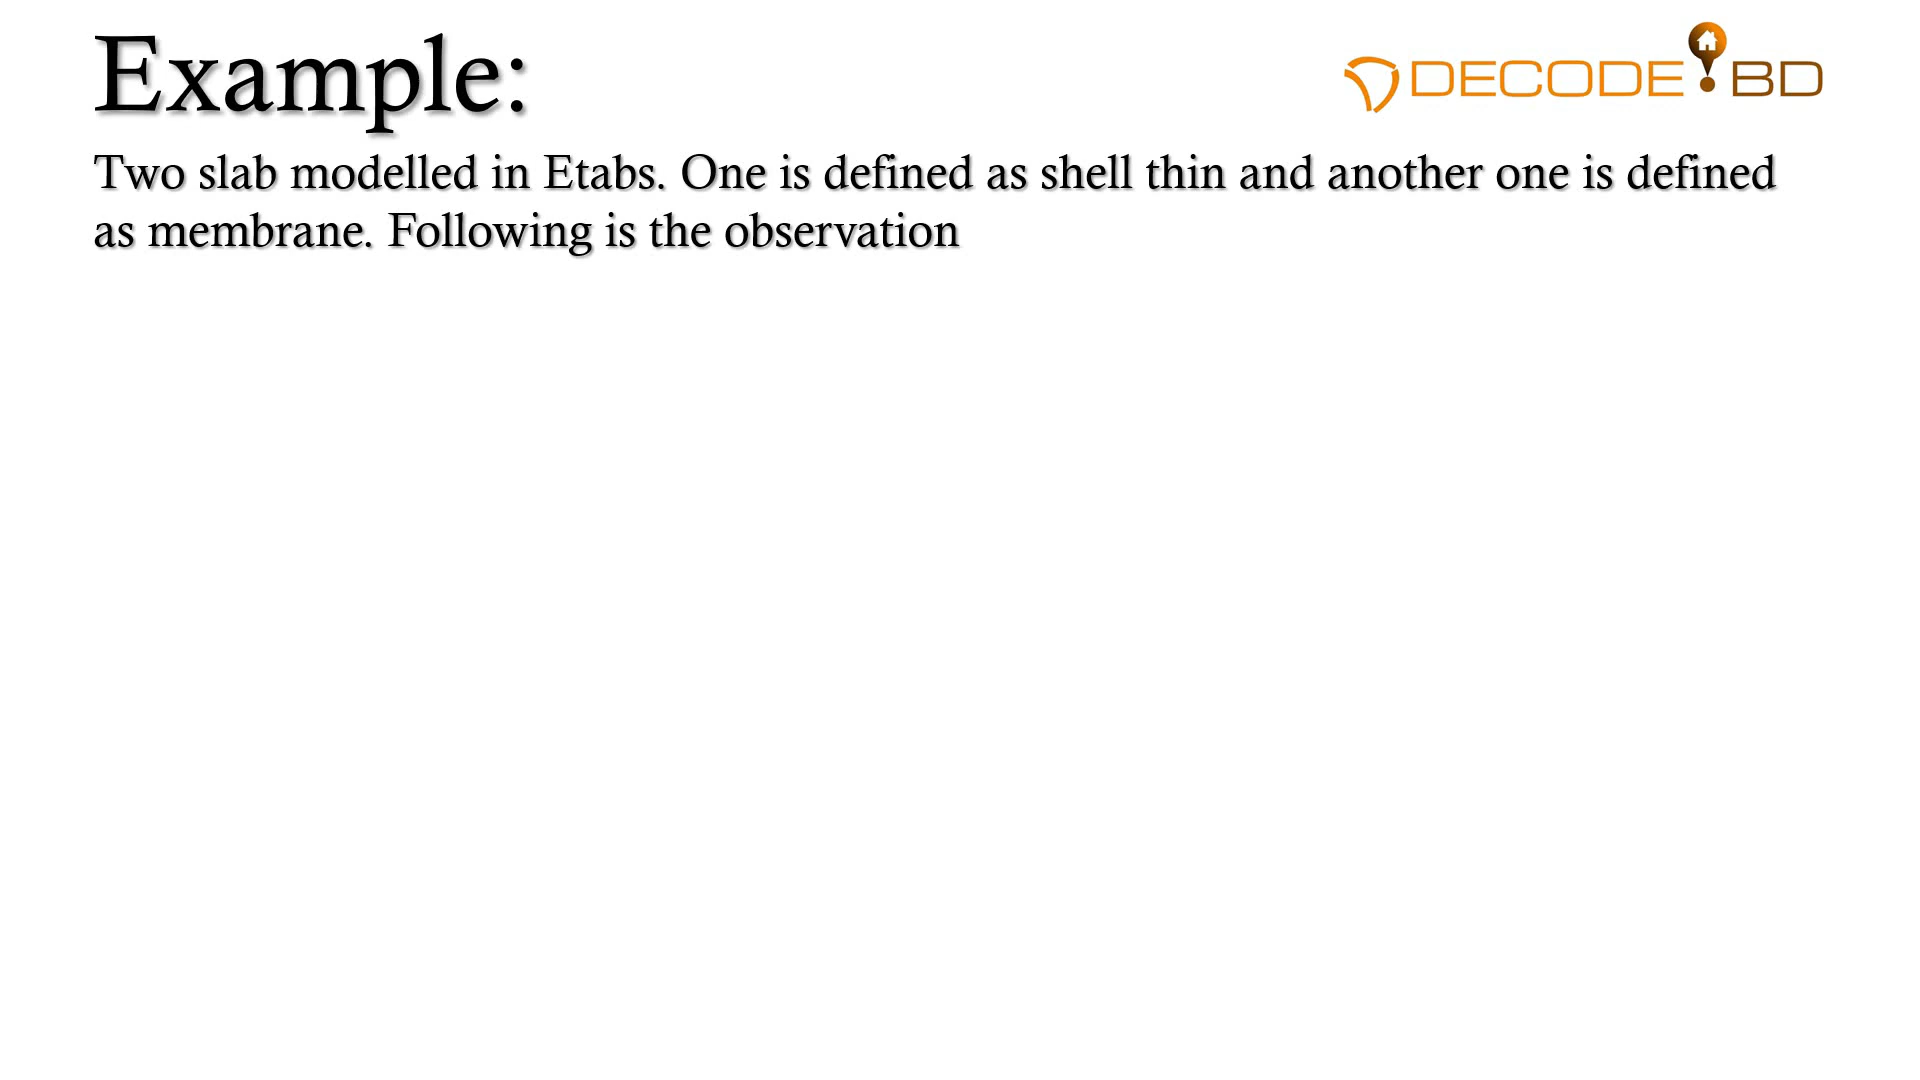 Example:
DECODE BD
Two slab modelled in Etabs. One is defined as shell thin and another one is defined
as membrane. Following is the observation